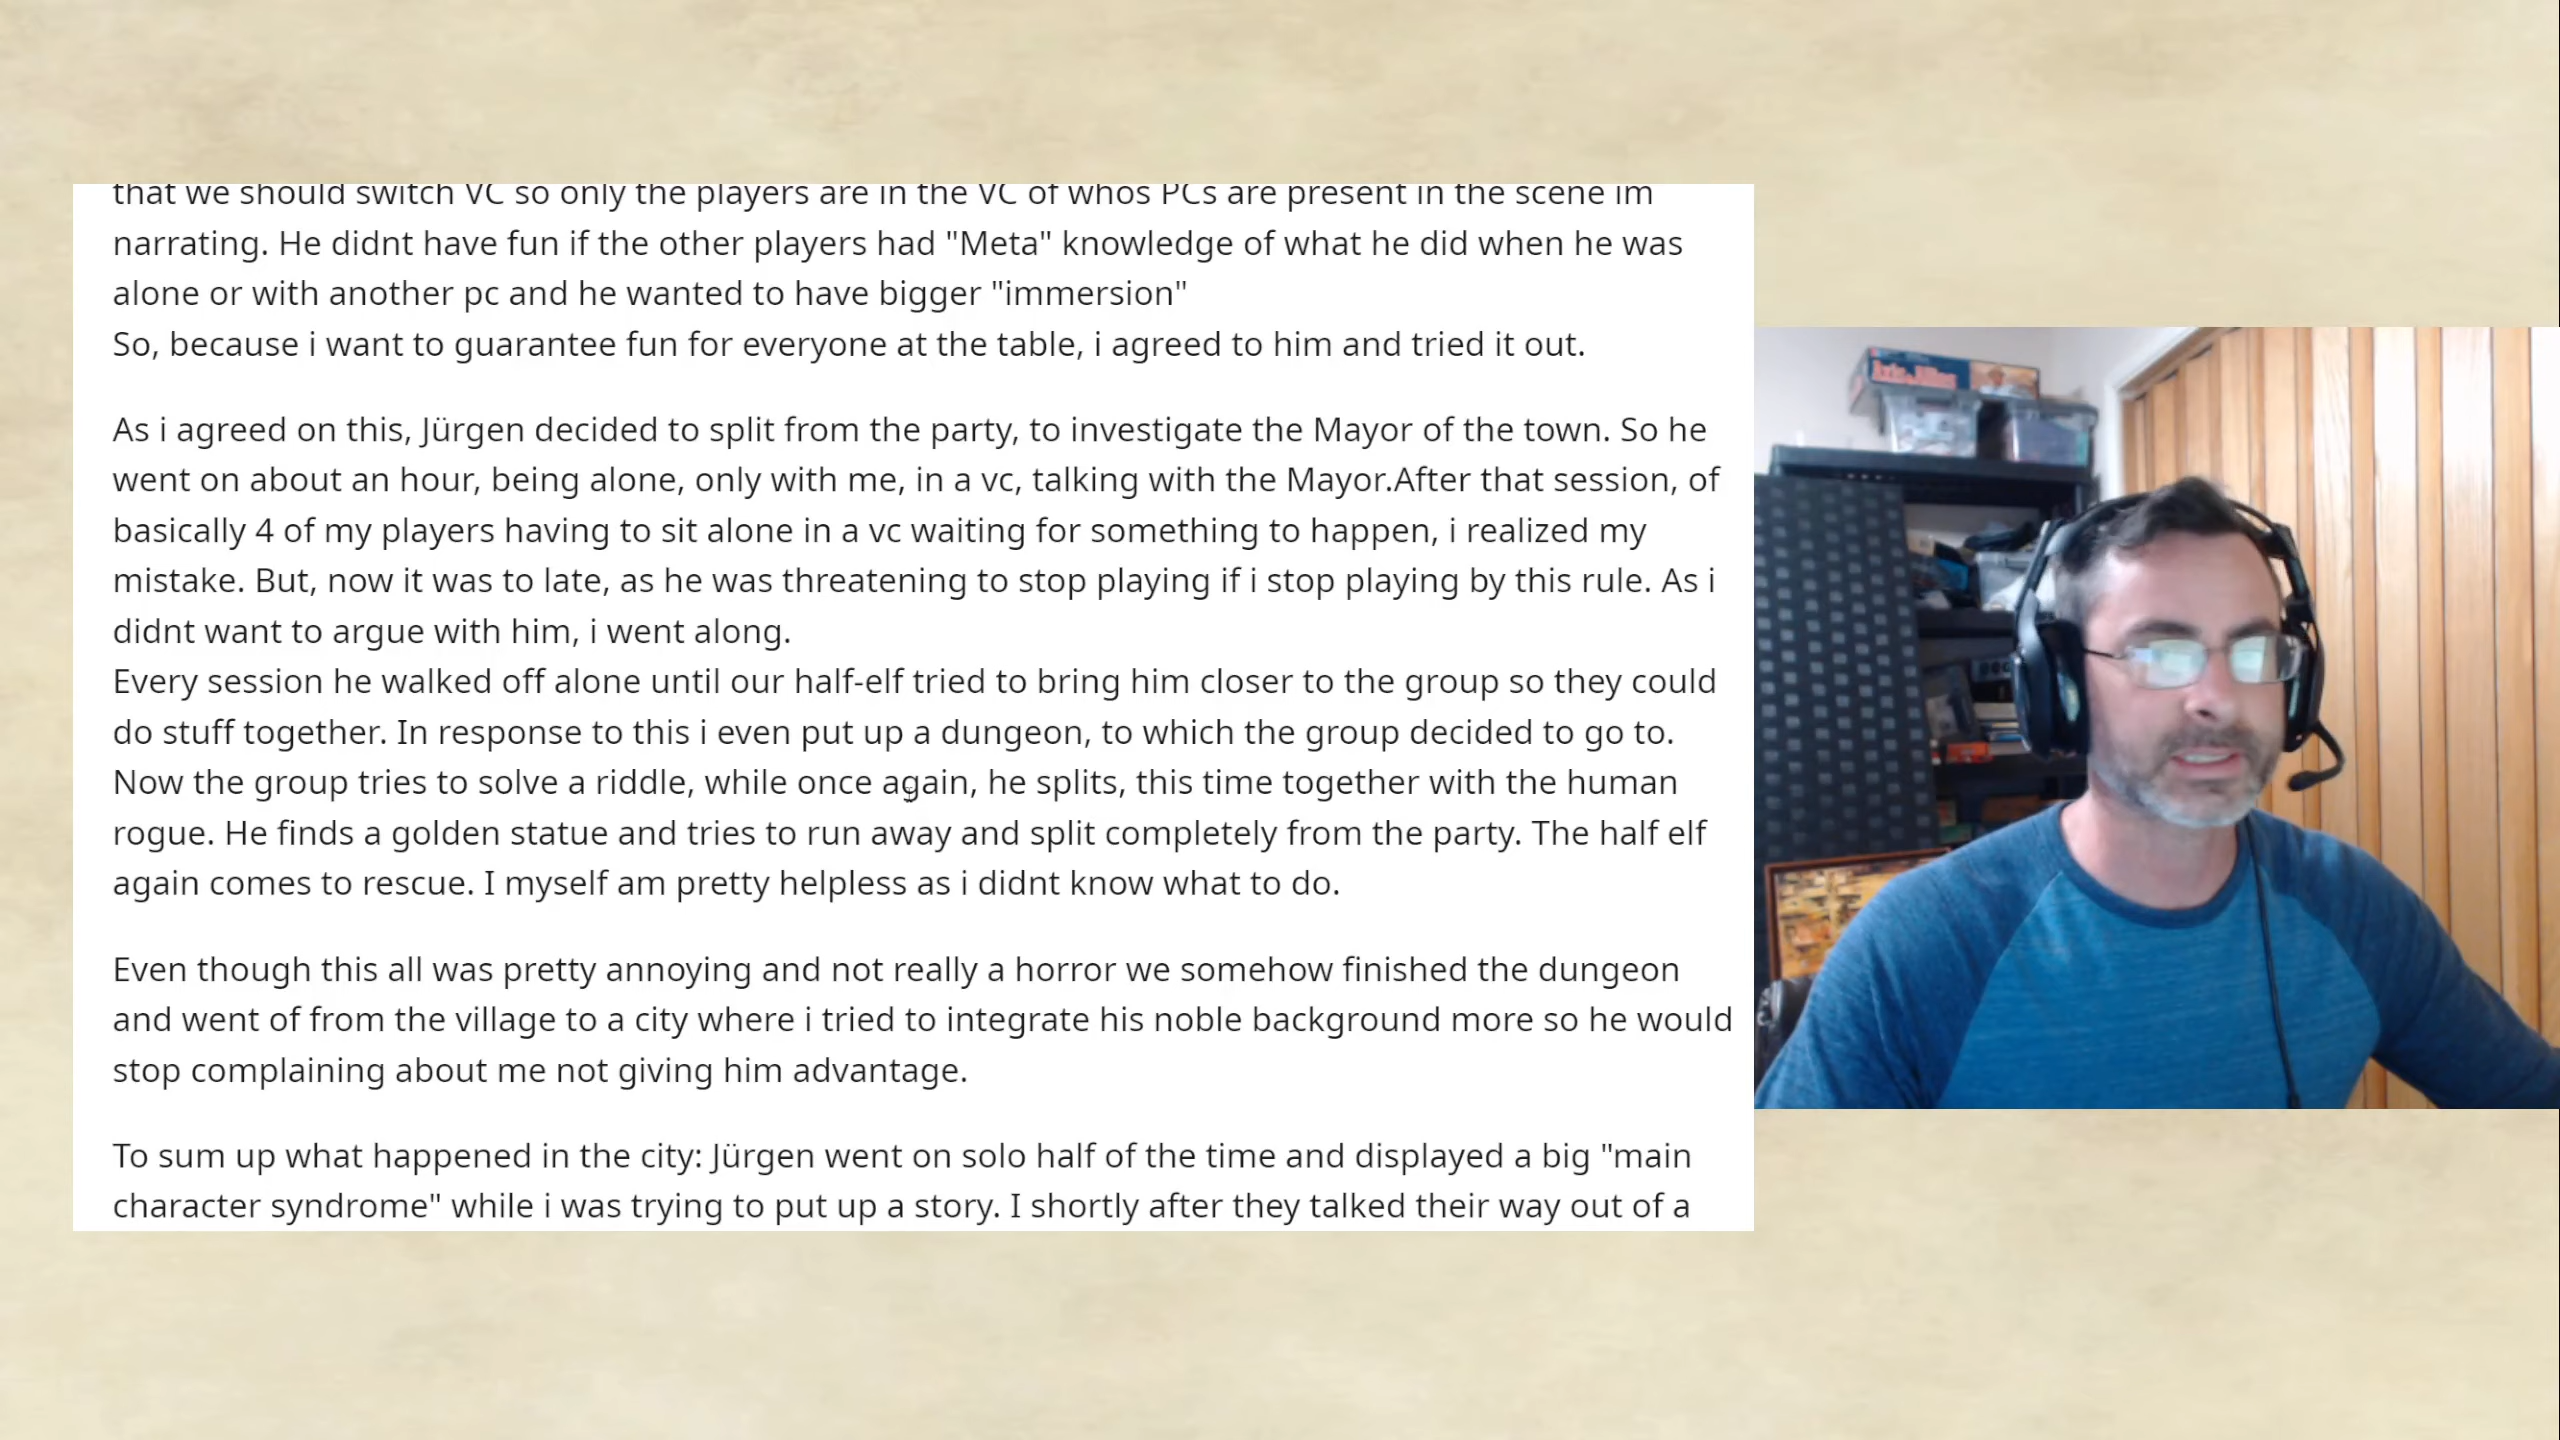 that we should switch VC so only the players are in the VC of whos PCs are present in the scene im
narrating. He didnt have fun if the other players had "Meta" knowledge of what he did when he was
alone or with another pc and he wanted to have bigger "immersion"
So, because i want to guarantee fun for everyone at the table, i agreed to him and tried it out.
As i agreed on this, Jürgen decided to split from the party, to investigate the Mayor of the town. So he
went on about an hour, being alone, only with me, in a vc, talking with the Mayor.After that session, of
basically 4 of my players having to sit alone in a vc waiting for something to happen, i realized my
mistake. But, now it was to late, as he was threatening to stop playing if i stop playing by this rule. As i
didnt want to argue with him, i went along.
Every session he walked off alone until our half-elf tried to bring him closer to the group so they could
do stuff together. In response to this i even put up a dungeon, to which the group decided to go to.
Now the group tries to solve a riddle, while once again, he splits, this time together with the human
rogue. He finds a golden statue and tries to run away and split completely from the party. The half elf
again comes to rescue. I myself am pretty helpless as i didnt know what to do.
Even though this all was pretty annoying and not really a horror we somehow finished the dungeon
and went of from the village to a city where i tried to integrate his noble background more so he would
stop complaining about me not giving him advantage.
To sum up what happened in the city: Jürgen went on solo half of the time and displayed a big "main
character syndrome" while i was trying to put up a story. I shortly after they talked their way out of a
Axis & Allies